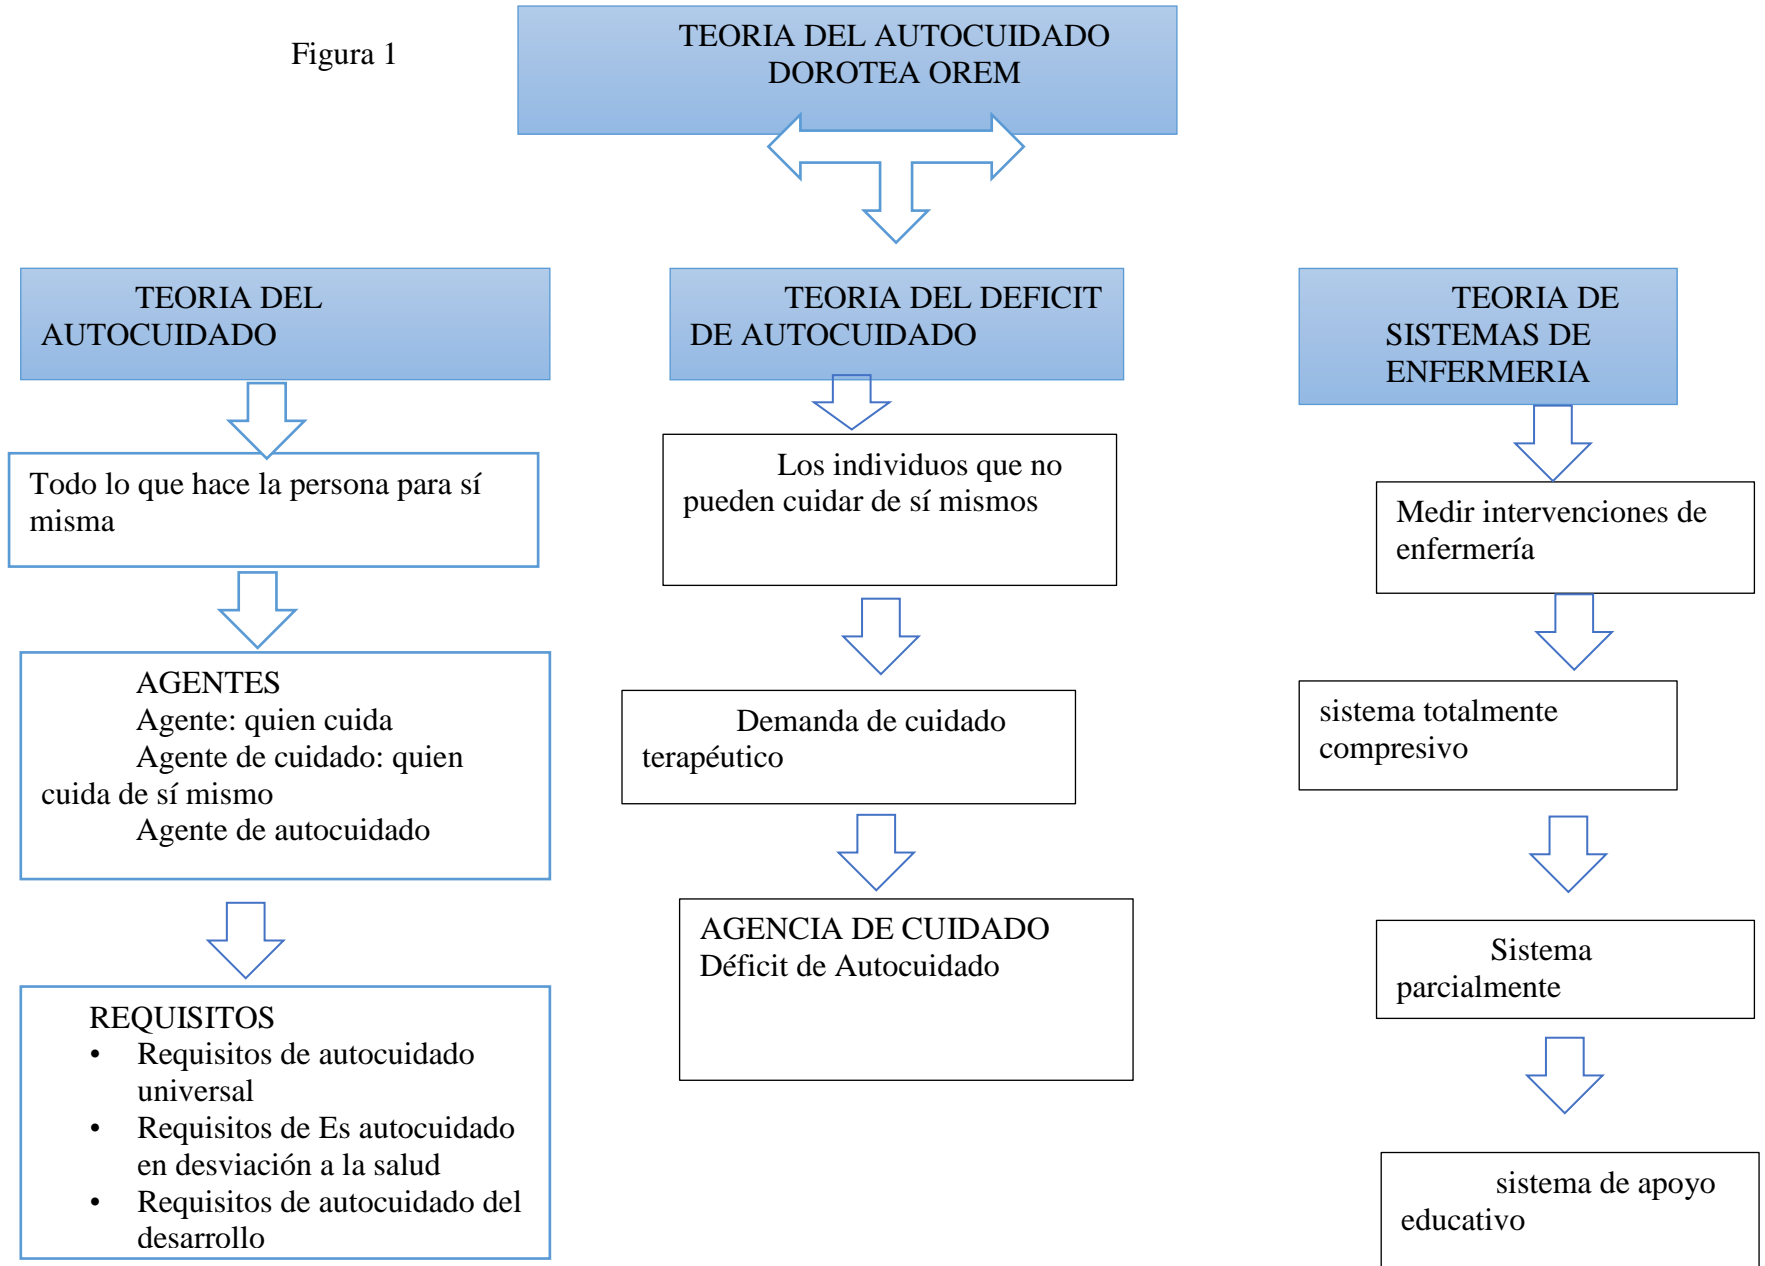 Figura 1
TEORIA DEL AUTOCUIDADO
DOROTEA OREM
TEORIA DEL
AUTOCUIDADO
Todo lo que hace la persona para sí
misma
AGENTES
Agente: quien cuida
Agente de cuidado: quien
cuida de sí mismo
Agente de autocuidado
REQUISITOS
• Requisitos de autocuidado
universal
• Requisitos de Es autocuidado
en desviación a la salud
• Requisitos de autocuidado del
desarrollo
TEORIA DEL DEFICIT
DE AUTOCUIDADO
Los individuos que no
pueden cuidar de sí mismos
Demanda de cuidado
terapéutico
AGENCIA DE CUIDADO
Déficit de Autocuidado
TEORIA DE
SISTEMAS DE
ENFERMERIA
Medir intervenciones de
enfermería
sistema totalmente
compresivo
Sistema
parcialmente
sistema de apoyo
educativo